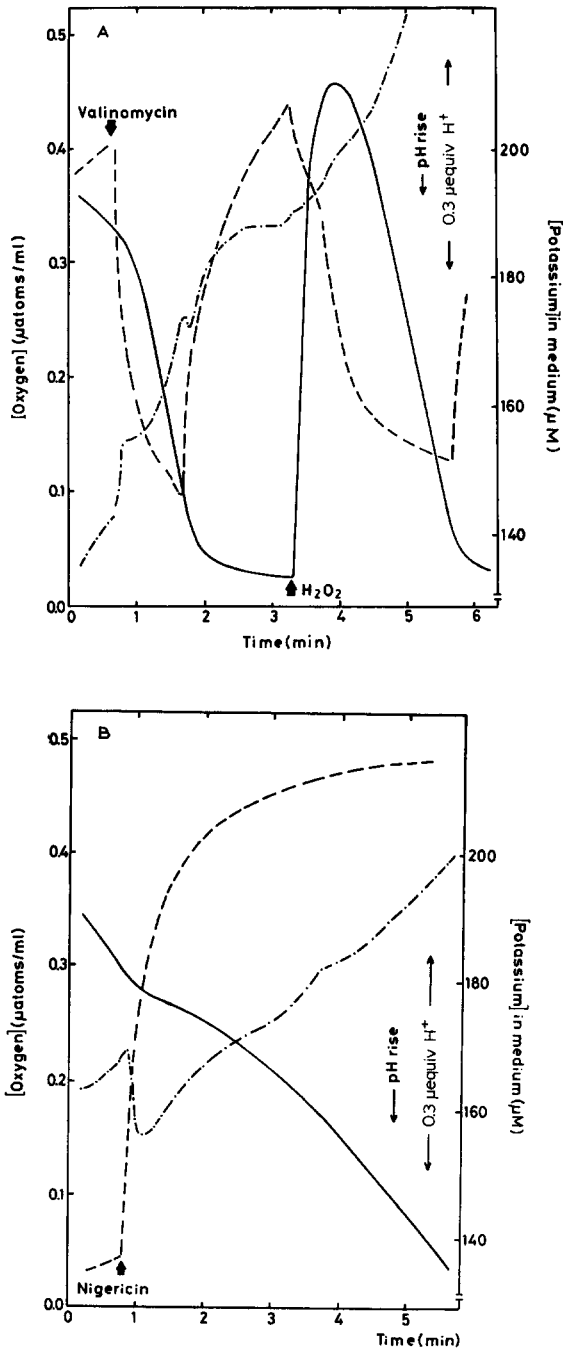 A
0.5
0.4
0.3
0.2
0.1
0.0
[Oxygen] (µatoms/ml)
Valinomycin
H₂O₂
200
180
160
140
[Potassium] in medium (µM)
pH rise
0.3 µequiv H⁺
0 1 2 3 4 5 6
Time (min)
B
0.5
0.4
0.3
0.2
0.1
0.0
[Oxygen] (µatoms/ml)
Nigericin
200
180
160
140
[Potassium] in medium (µM)
pH rise
0.3 µequiv H⁺
0 1 2 3 4 5
Time (min)